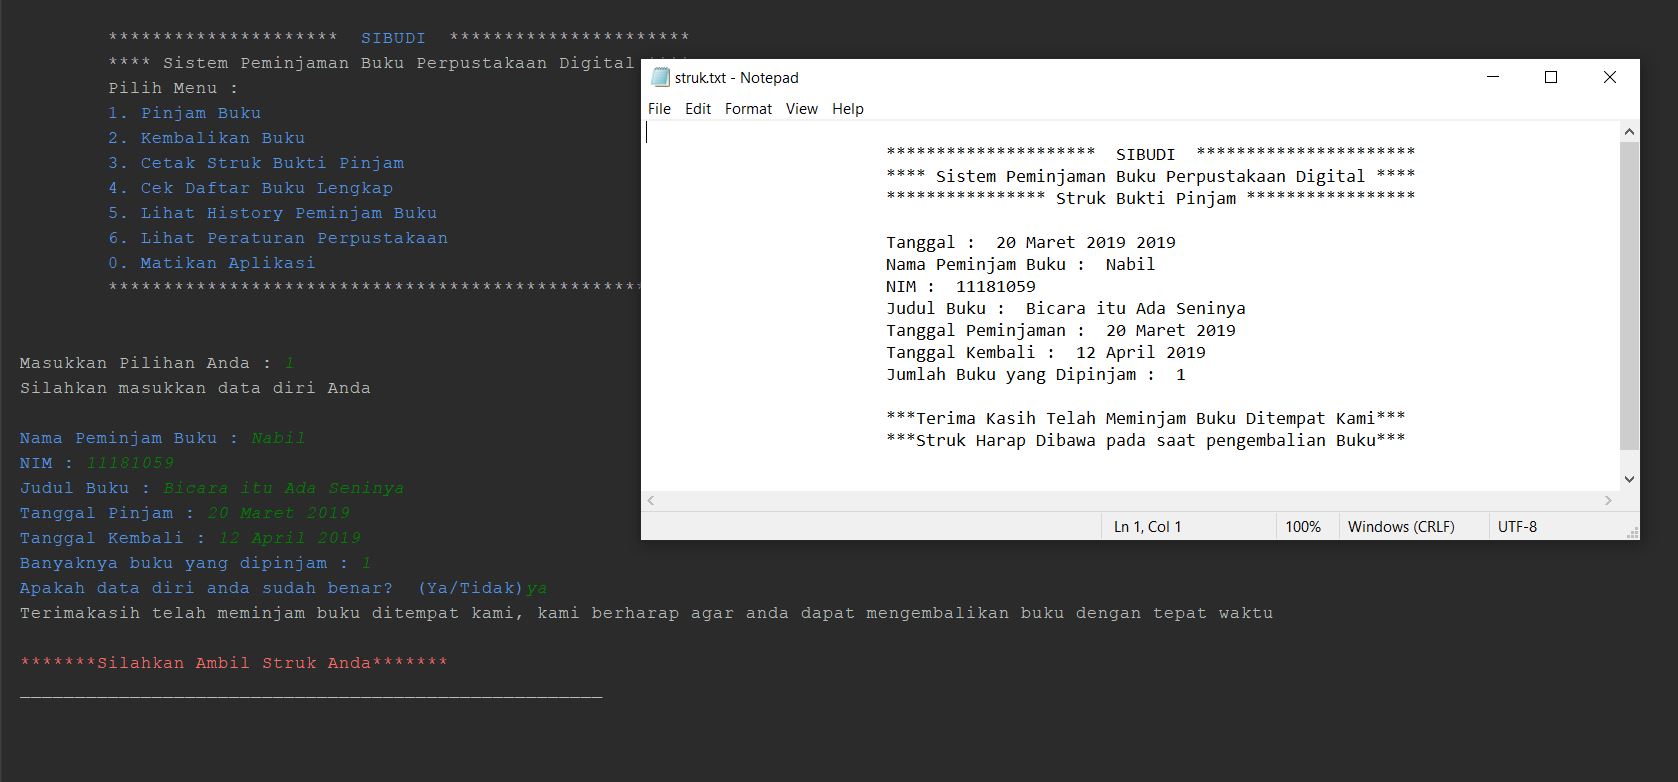 ********************* SIBUDI **********************
**** Sistem Peminjaman Buku Perpustakaan Digital ****
Pilih Menu :
1. Pinjam Buku
2. Kembalikan Buku
3. Cetak Struk Bukti Pinjam
4. Cek Daftar Buku Lengkap
5. Lihat History Peminjam Buku
6. Lihat Peraturan Perpustakaan
0. Matikan Aplikasi
*************************************************
Masukkan Pilihan Anda : 1
Silahkan masukkan data diri Anda
Nama Peminjam Buku : Nabil
NIM : 11181059
Judul Buku : Bicara itu Ada Seninya
Tanggal Pinjam : 20 Maret 2019
Tanggal Kembali : 12 April 2019
Banyaknya buku yang dipinjam : 1
Apakah data diri anda sudah benar? (Ya/Tidak)ya
Terimakasih telah meminjam buku ditempat kami, kami berharap agar anda dapat mengembalikan buku dengan tepat waktu
*******Silahkan Ambil Struk Anda*******
_____________________________________________________
struk.txt - Notepad
File Edit Format View Help
********************* SIBUDI **********************
**** Sistem Peminjaman Buku Perpustakaan Digital ****
**************** Struk Bukti Pinjam *****************
Tanggal : 20 Maret 2019 2019
Nama Peminjam Buku : Nabil
NIM : 11181059
Judul Buku : Bicara itu Ada Seninya
Tanggal Peminjaman : 20 Maret 2019
Tanggal Kembali : 12 April 2019
Jumlah Buku yang Dipinjam : 1
***Terima Kasih Telah Meminjam Buku Ditempat Kami***
***Struk Harap Dibawa pada saat pengembalian Buku***
Ln 1, Col 1 100% Windows (CRLF) UTF-8